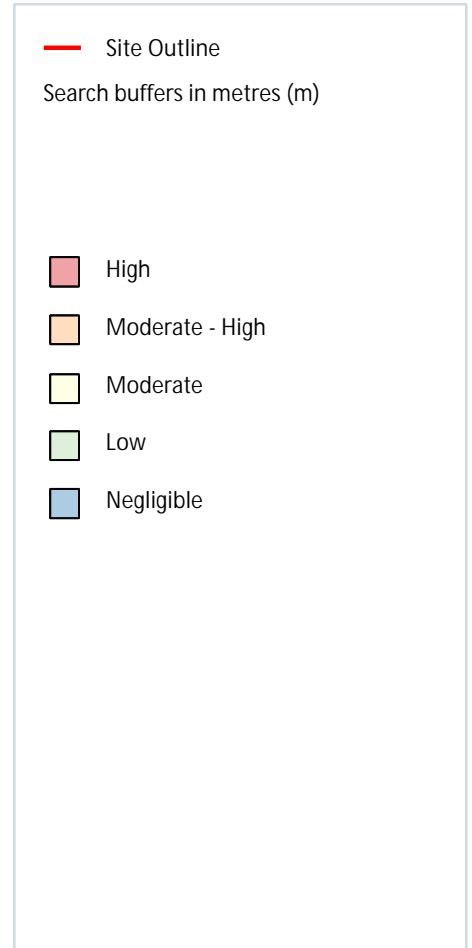 Site Outline
Search buffers in metres (m)
High
Moderate - High
Moderate
Low
Negligible